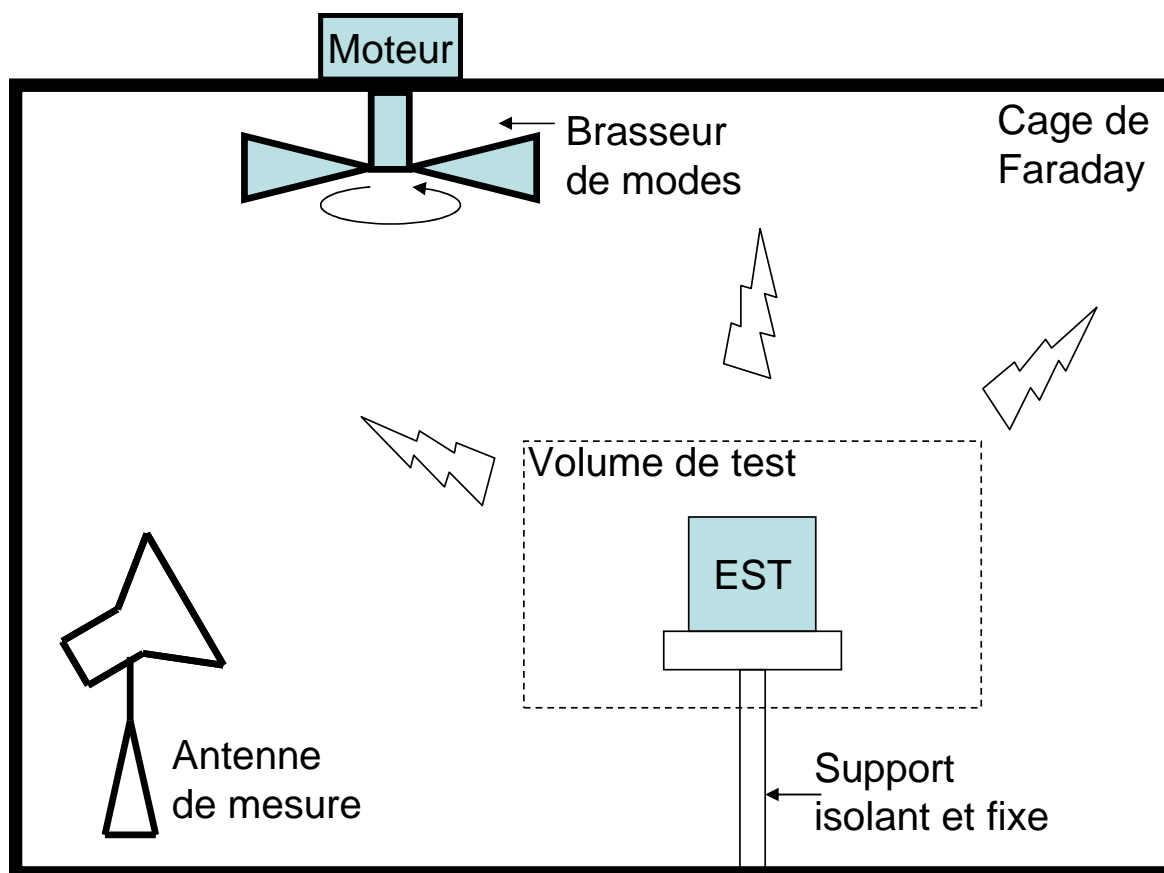 Moteur
Brasseur
de modes
Cage de
Faraday
Volume de test
EST
Antenne
de mesure
Support
isolant et fixe